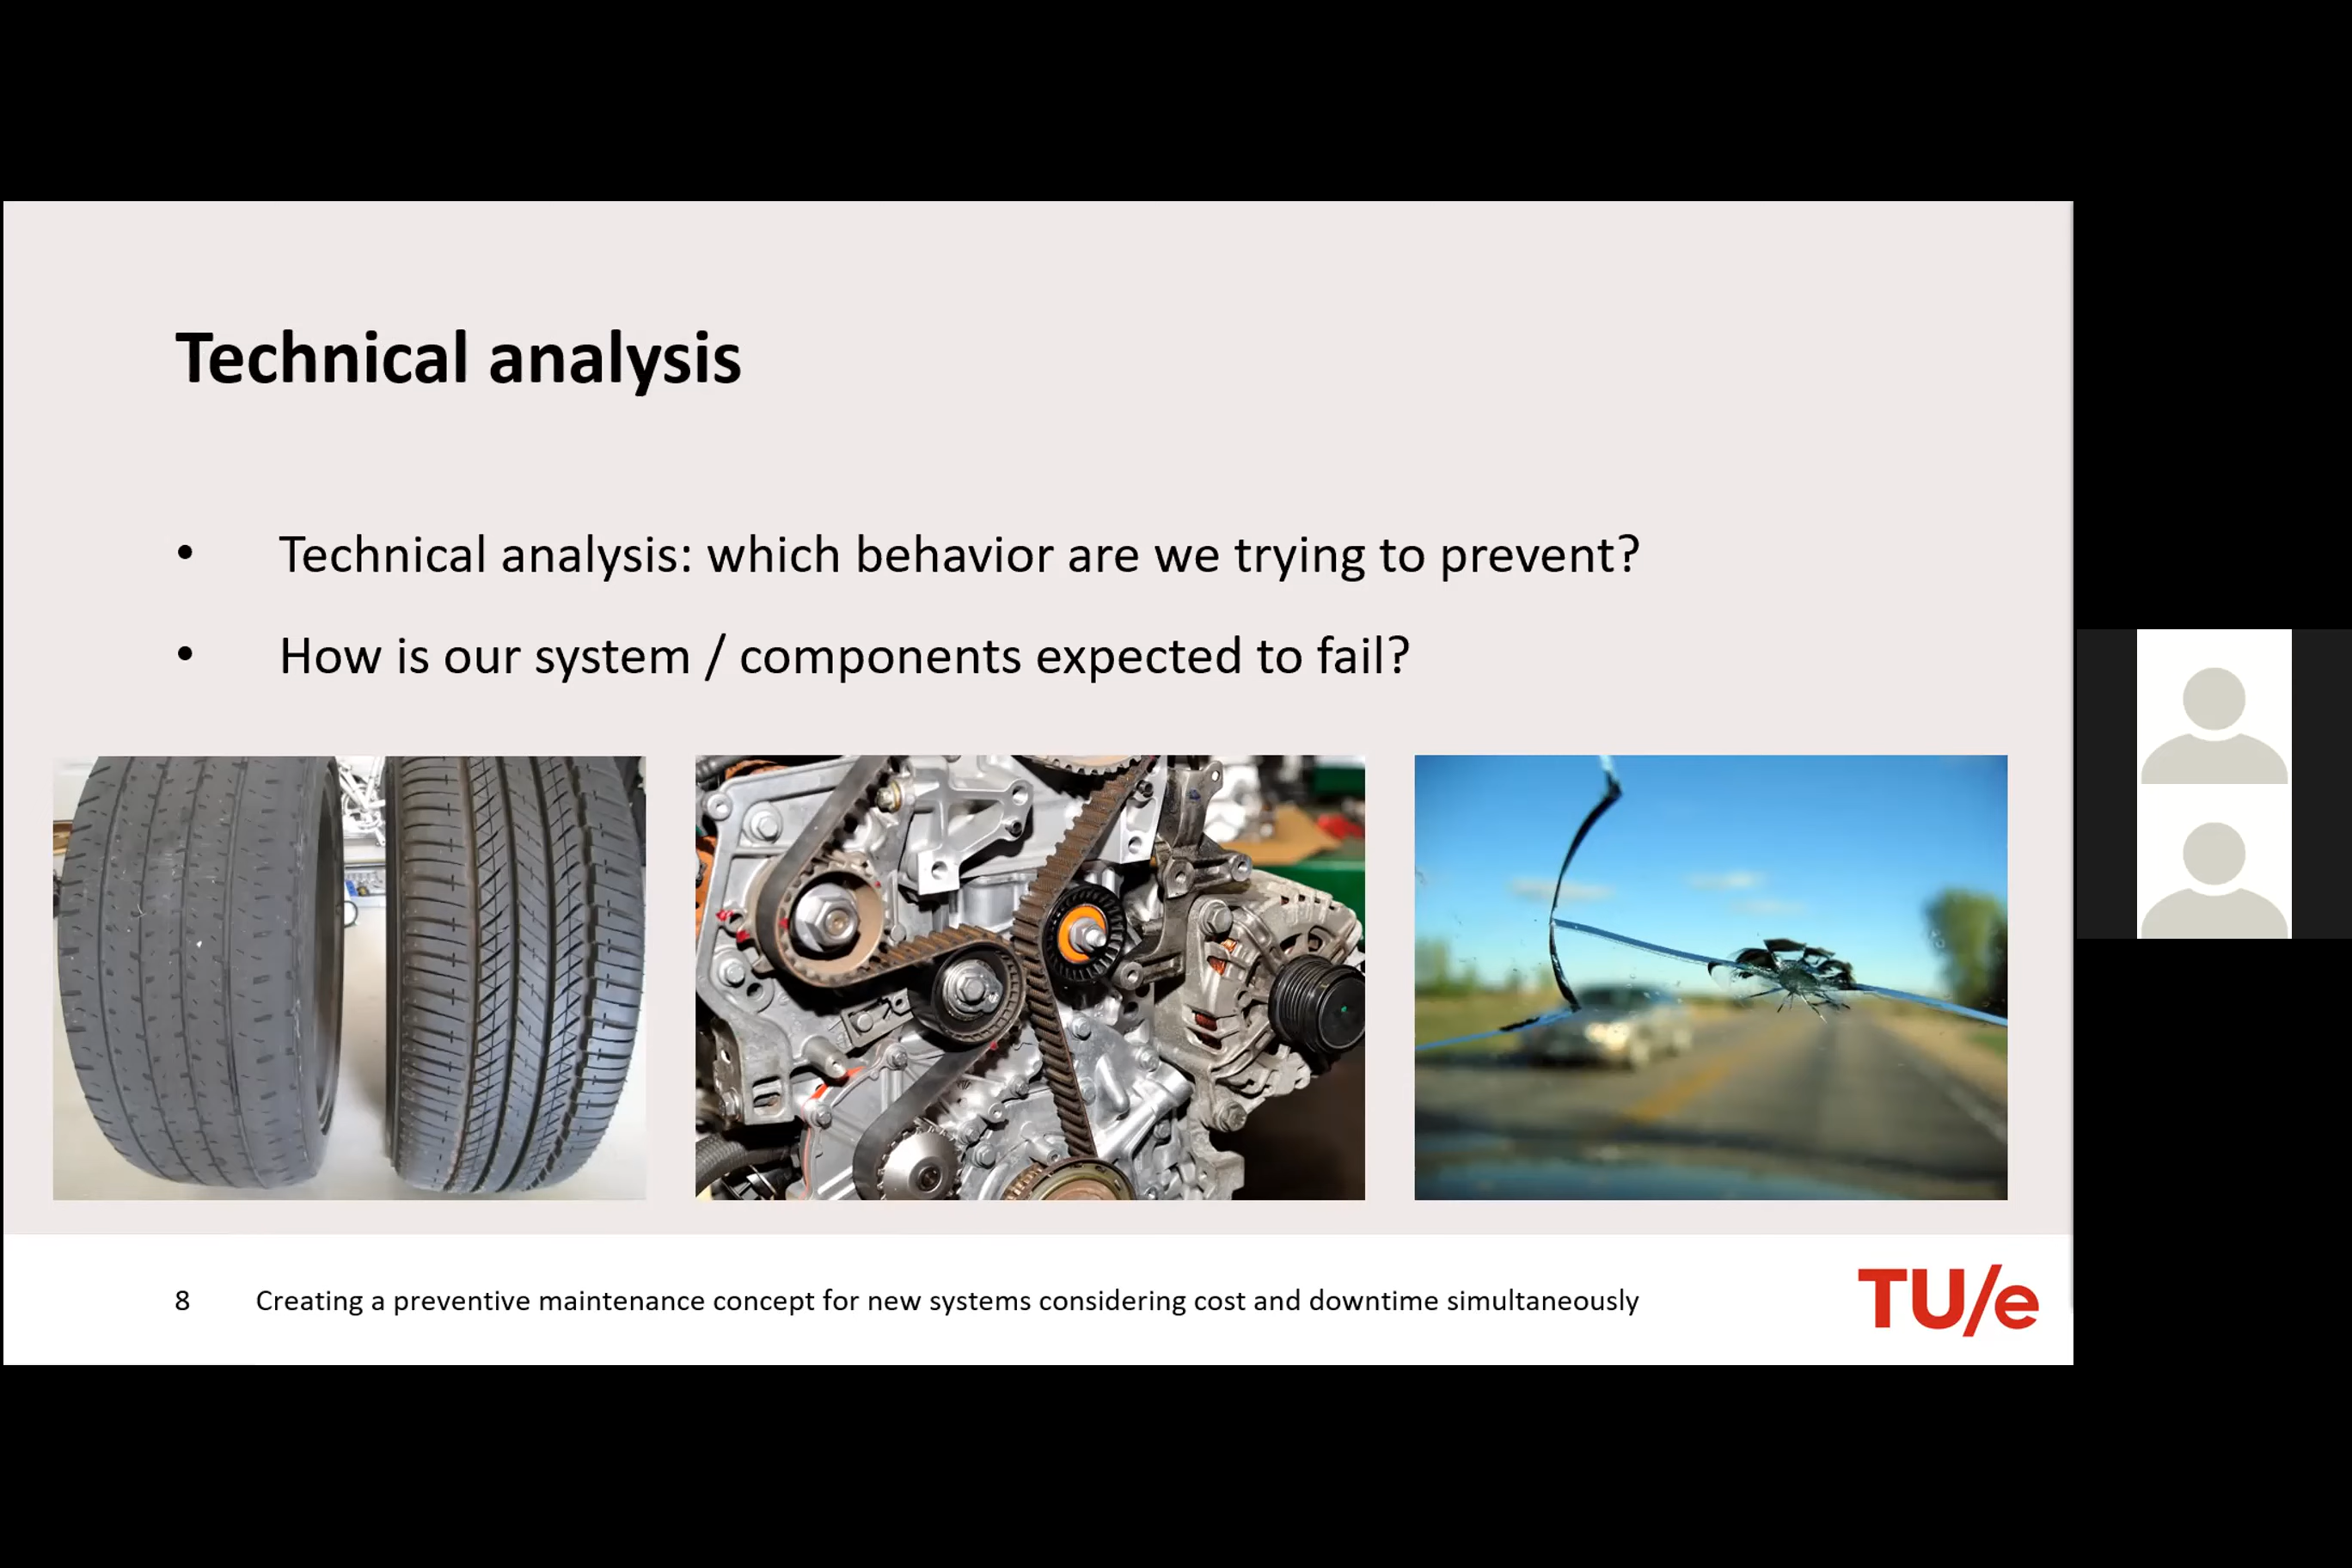 Technical analysis
• Technical analysis: which behavior are we trying to prevent?
• How is our system / components expected to fail?
8 Creating a preventive maintenance concept for new systems considering cost and downtime simultaneously
TU/e